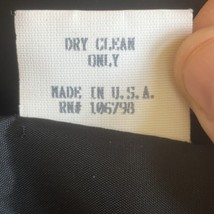 DRY CLEAN
ONLY
MADE IN U.S.A.
RN# 106798